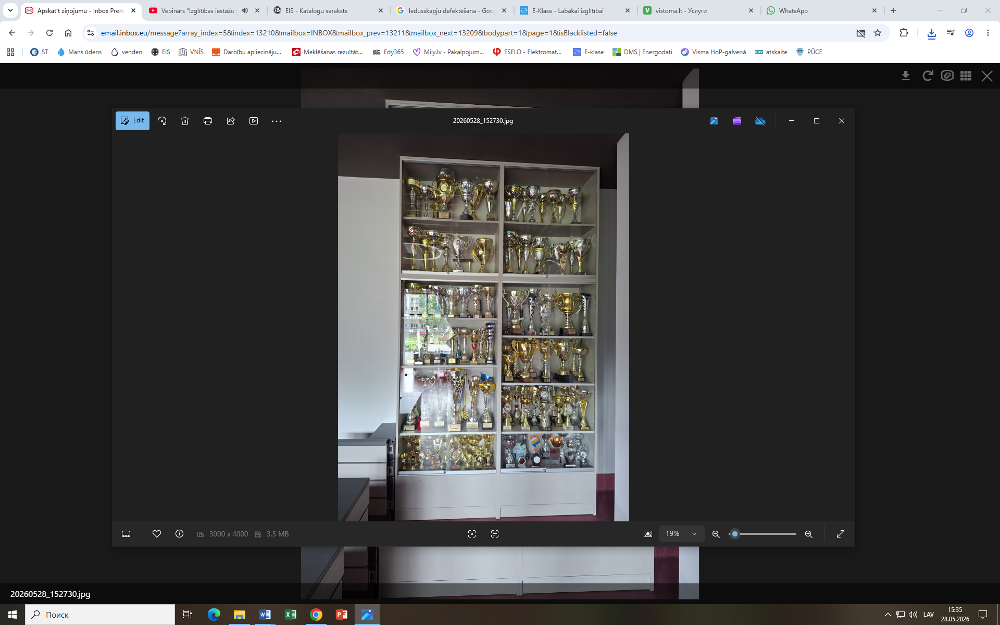 Apskatīt ziņojumu - Inbox Prem
Vebinārs "Izglītības iestāžu
EIS - Katalogu saraksts
ledusskapju defektēšana - Goo
E-Klase - Labākai izglītībai
vistoma.lt - Услуги
WhatsApp
email.inbox.eu/message?array_index=5&index=13210&mailbox=INBOX&mailbox_prev=13211&mailbox_next=13209&bodypart=1&page=1&isBlacklisted=false
ST
Mans ūdens
venden
EIS
VNĪS
Darbību apliecināju...
Meklēšanas rezultāt...
Edy365
Mily.lv - Pakalpojum...
ESELO - Elektromat...
E-klase
DMS | Energodati
Visma HoP-galvenā
atskaite
PŪCE
Edit
20260528_152730.jpg
3000 x 4000
3.5 MB
19%
20260528_152730.jpg
Поиск
LAV
15:35
28.05.2026